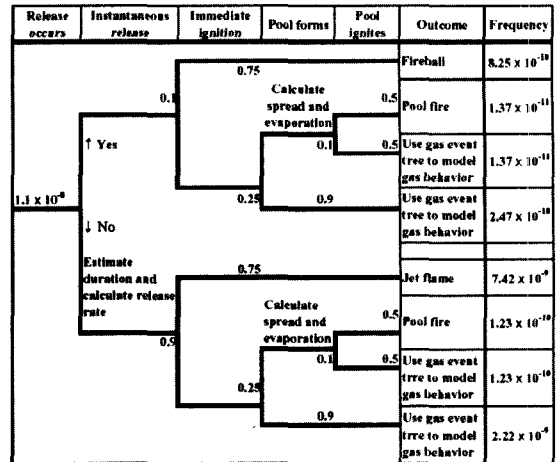 Release occurs Instantaneous release Immediate ignition Pool forms Pool ignites Outcome Frequency
0.75 Fireball 8.25 x 10⁻¹⁰
0.1
Calculate spread and evaporation
0.5 Pool fire 1.37 x 10⁻¹¹
↑ Yes
0.1
0.5 Use gas event tree to model gas behavior 1.37 x 10⁻¹¹
0.25 0.9 Use gas event tree to model gas behavior 2.47 x 10⁻¹⁰
1.1 x 10⁻⁸
↓ No
Estimate duration and calculate release rate
0.75 Jet flame 7.42 x 10⁻⁹
Calculate spread and evaporation
0.5 Pool fire 1.23 x 10⁻¹⁰
0.9
0.1
0.5 Use gas event trre to model gas behavior 1.23 x 10⁻¹⁰
0.25
0.9 Use gas event trre to model gas behavior 2.22 x 10⁻⁹